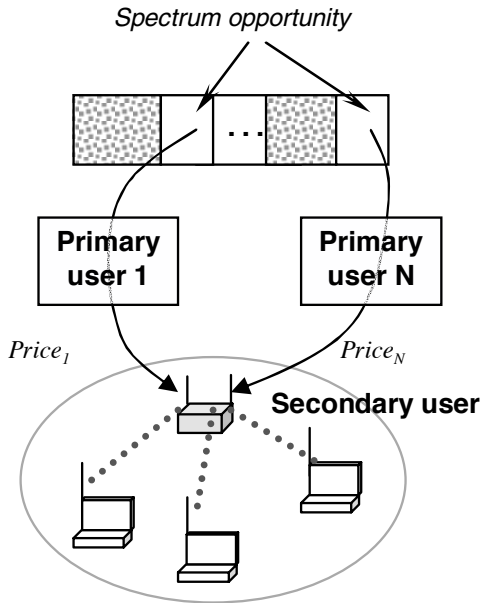 Spectrum opportunity
...
Primary
user 1
Primary
user N
Price1
PriceN
Secondary user